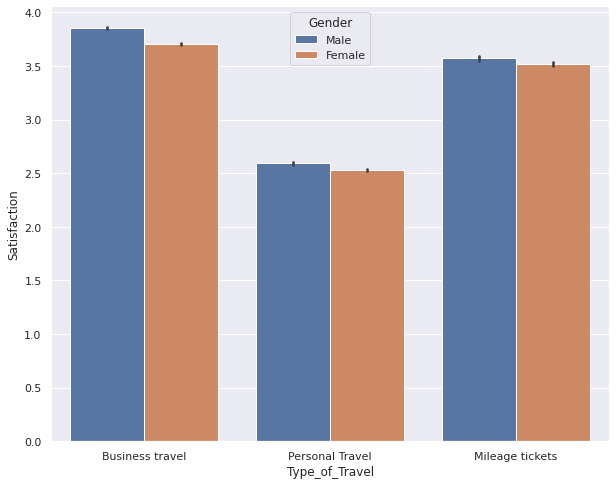 Gender
Male
Female
4.0
3.5
3.0
2.5
2.0
1.5
1.0
0.5
0.0
Satisfaction
Business travel
Personal Travel
Mileage tickets
Type_of_Travel